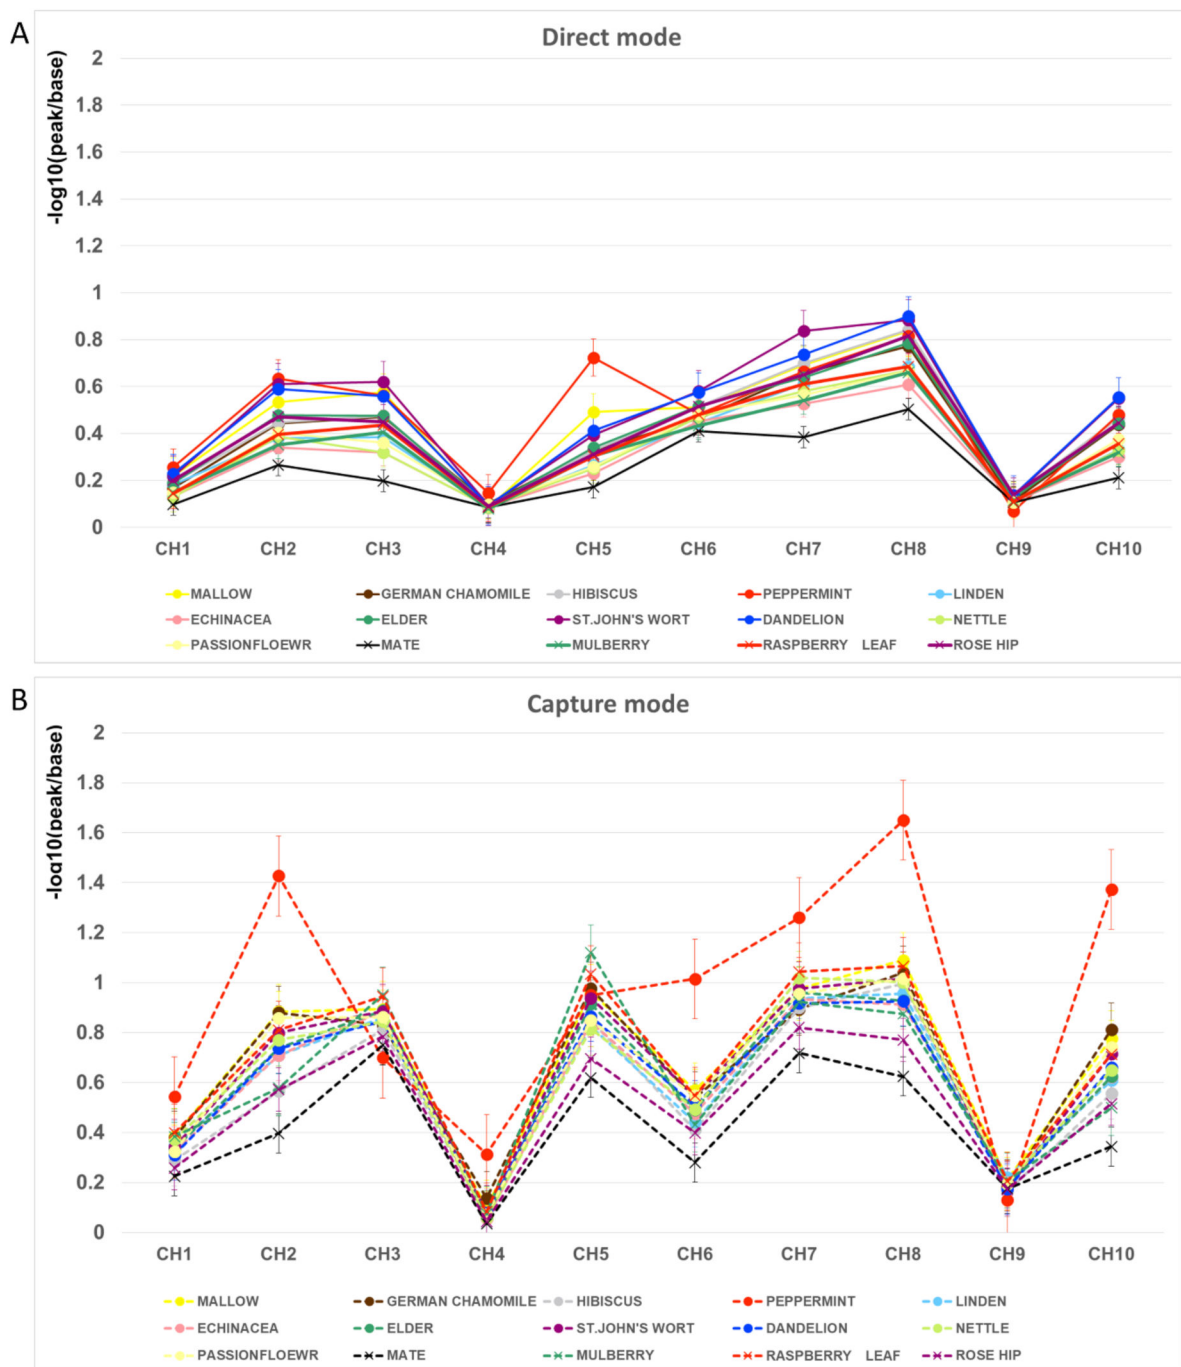 A
Direct mode
-log10(peak/base)
2
1.8
1.6
1.4
1.2
1
0.8
0.6
0.4
0.2
0
CH1 CH2 CH3 CH4 CH5 CH6 CH7 CH8 CH9 CH10
MALLOW GERMAN CHAMOMILE HIBISCUS PEPPERMINT LINDEN
ECHINACEA ELDER ST.JOHN'S WORT DANDELION NETTLE
PASSIONFLOEWR MATE MULBERRY RASPBERRY LEAF ROSE HIP
B
Capture mode
-log10(peak/base)
2
1.8
1.6
1.4
1.2
1
0.8
0.6
0.4
0.2
0
CH1 CH2 CH3 CH4 CH5 CH6 CH7 CH8 CH9 CH10
MALLOW GERMAN CHAMOMILE HIBISCUS PEPPERMINT LINDEN
ECHINACEA ELDER ST.JOHN'S WORT DANDELION NETTLE
PASSIONFLOEWR MATE MULBERRY RASPBERRY LEAF ROSE HIP